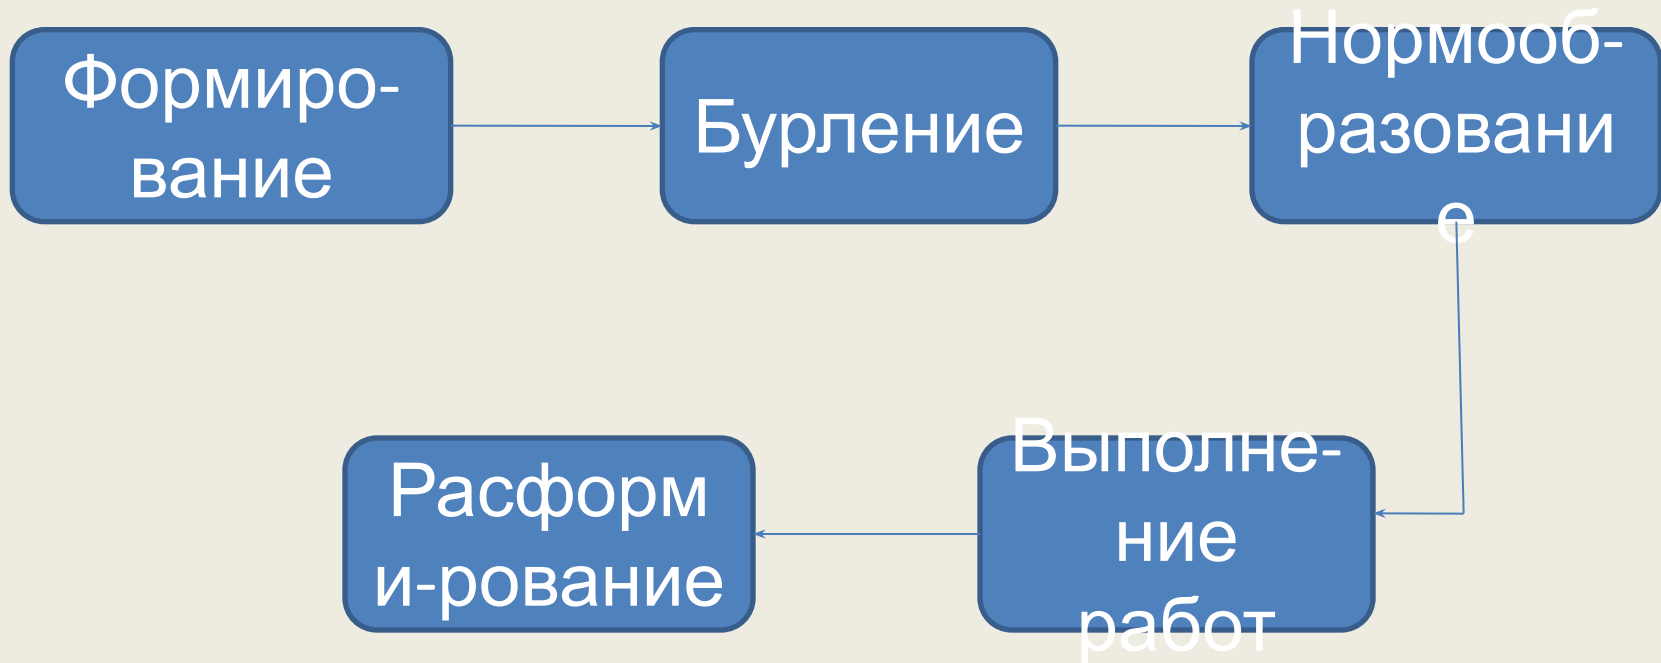 Формиро-
вание
Бурление
Нормооб-
разовани
е
Выполне-
ние
работ
Расформ
и-рование